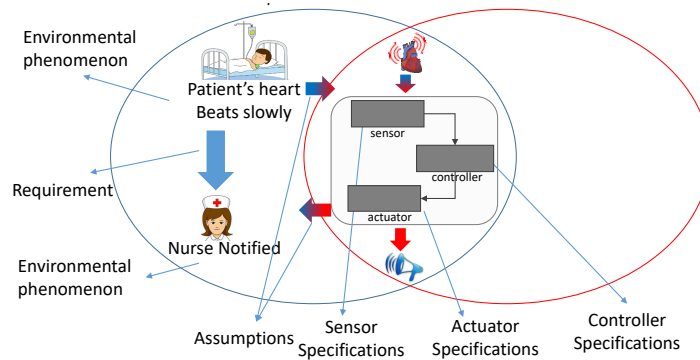 Environmental
phenomenon
Patient's heart
Beats slowly
sensor
controller
Requirement
actuator
Nurse Notified
Environmental
phenomenon
Assumptions
Sensor
Specifications
Actuator
Specifications
Controller
Specifications